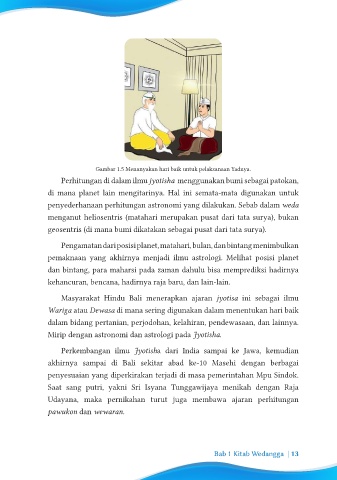 Gambar 1.5 Menanyakan hari baik untuk pelaksanaan Yadnya.
Perhitungan di dalam ilmu jyotisha menggunakan bumi sebagai patokan,
di mana planet lain mengitarinya. Hal ini semata-mata digunakan untuk
penyederhanaan perhitungan astronomi yang dilakukan. Sebab dalam weda
menganut heliosentris (matahari merupakan pusat dari tata surya), bukan
geosentris (di mana bumi dikatakan sebagai pusat dari tata surya).
Pengamatan dari posisi planet, matahari, bulan, dan bintang menimbulkan
pemaknaan yang akhirnya menjadi ilmu astrologi. Melihat posisi planet
dan bintang, para maharsi pada zaman dahulu bisa memprediksi hadirnya
kehancuran, bencana, hadirnya raja baru, dan lain-lain.
Masyarakat Hindu Bali menerapkan ajaran jyotisa ini sebagai ilmu
Wariga atau Dewasa di mana sering digunakan dalam menentukan hari baik
dalam bidang pertanian, perjodohan, kelahiran, pendewasaan, dan lainnya.
Mirip dengan astronomi dan astrologi pada Jyotisha.
Perkembangan ilmu Jyotisha dari India sampai ke Jawa, kemudian
akhirnya sampai di Bali sekitar abad ke-10 Masehi dengan berbagai
penyesuaian yang diperkirakan terjadi di masa pemerintahan Mpu Sindok.
Saat sang putri, yakni Sri Isyana Tunggawijaya menikah dengan Raja
Udayana, maka pernikahan turut juga membawa ajaran perhitungan
pawukon dan wewaran.
Bab 1 Kitab Wedangga | 13